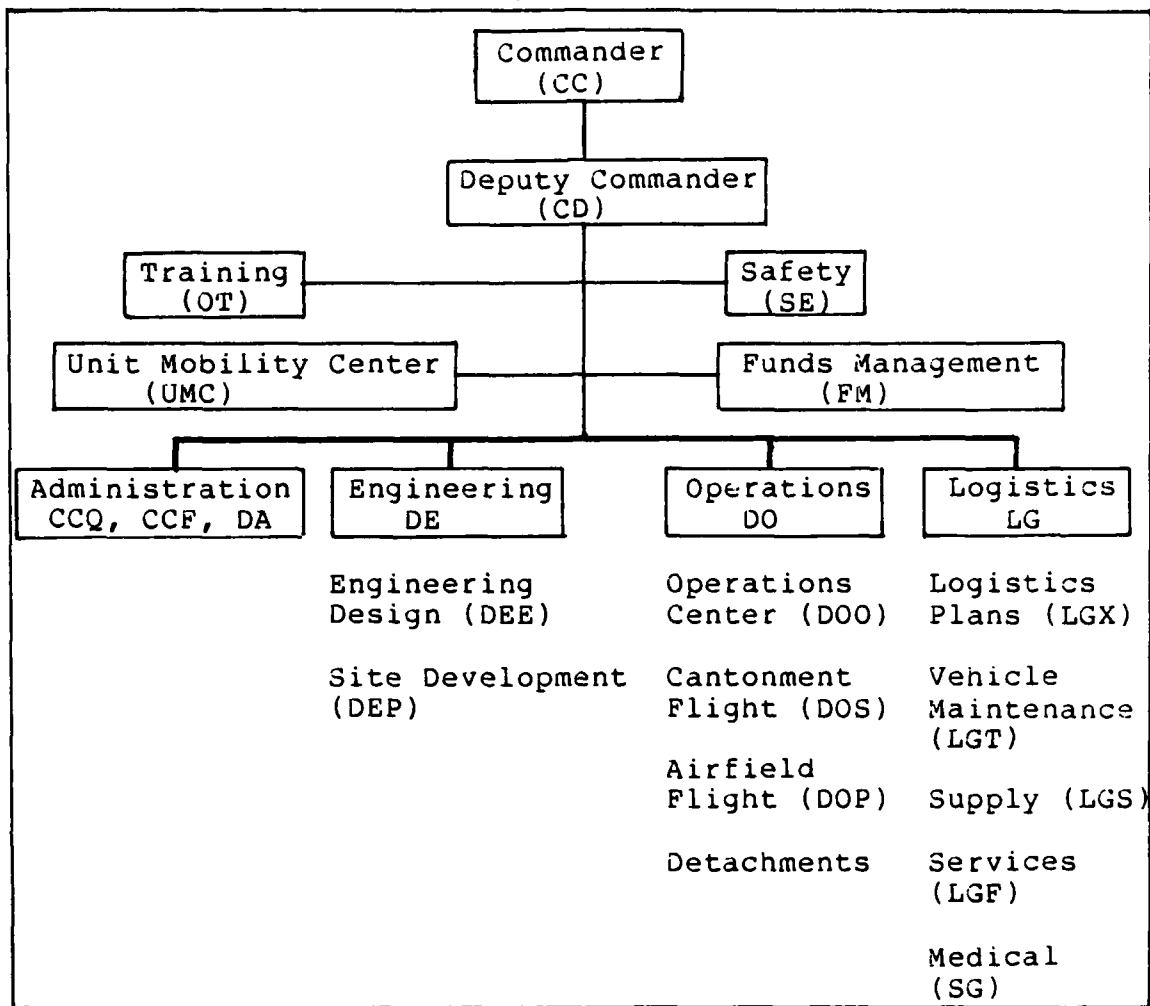 Commander
(CC)
Deputy Commander
(CD)
Training
(OT)
Safety
(SE)
Unit Mobility Center
(UMC)
Funds Management
(FM)
Administration
CCQ, CCF, DA
Engineering
DE
Operations
DO
Logistics
LG
Engineering
Design (DEE)
Site Development
(DEP)
Operations
Center (DOO)
Cantonment
Flight (DOS)
Airfield
Flight (DOP)
Detachments
Logistics
Plans (LGX)
Vehicle
Maintenance
(LGT)
Supply (LGS)
Services
(LGF)
Medical
(SG)